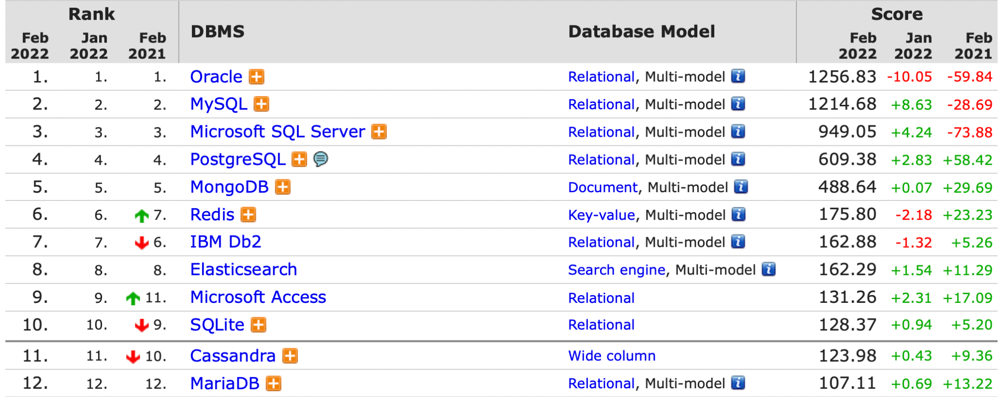 Rank DBMS Database Model Score
Feb 2022 Jan 2022 Feb 2021 Feb 2022 Jan 2022 Feb 2021
1. 1. 1. Oracle Relational, Multi-model 1256.83 -10.05 -59.84
2. 2. 2. MySQL Relational, Multi-model 1214.68 +8.63 -28.69
3. 3. 3. Microsoft SQL Server Relational, Multi-model 949.05 +4.24 -73.88
4. 4. 4. PostgreSQL Relational, Multi-model 609.38 +2.83 +58.42
5. 5. 5. MongoDB Document, Multi-model 488.64 +0.07 +29.69
6. 6. 7. Redis Key-value, Multi-model 175.80 -2.18 +23.23
7. 7. 6. IBM Db2 Relational, Multi-model 162.88 -1.32 +5.26
8. 8. 8. Elasticsearch Search engine, Multi-model 162.29 +1.54 +11.29
9. 9. 11. Microsoft Access Relational 131.26 +2.31 +17.09
10. 10. 9. SQLite Relational 128.37 +0.94 +5.20
11. 11. 10. Cassandra Wide column 123.98 +0.43 +9.36
12. 12. 12. MariaDB Relational, Multi-model 107.11 +0.69 +13.22